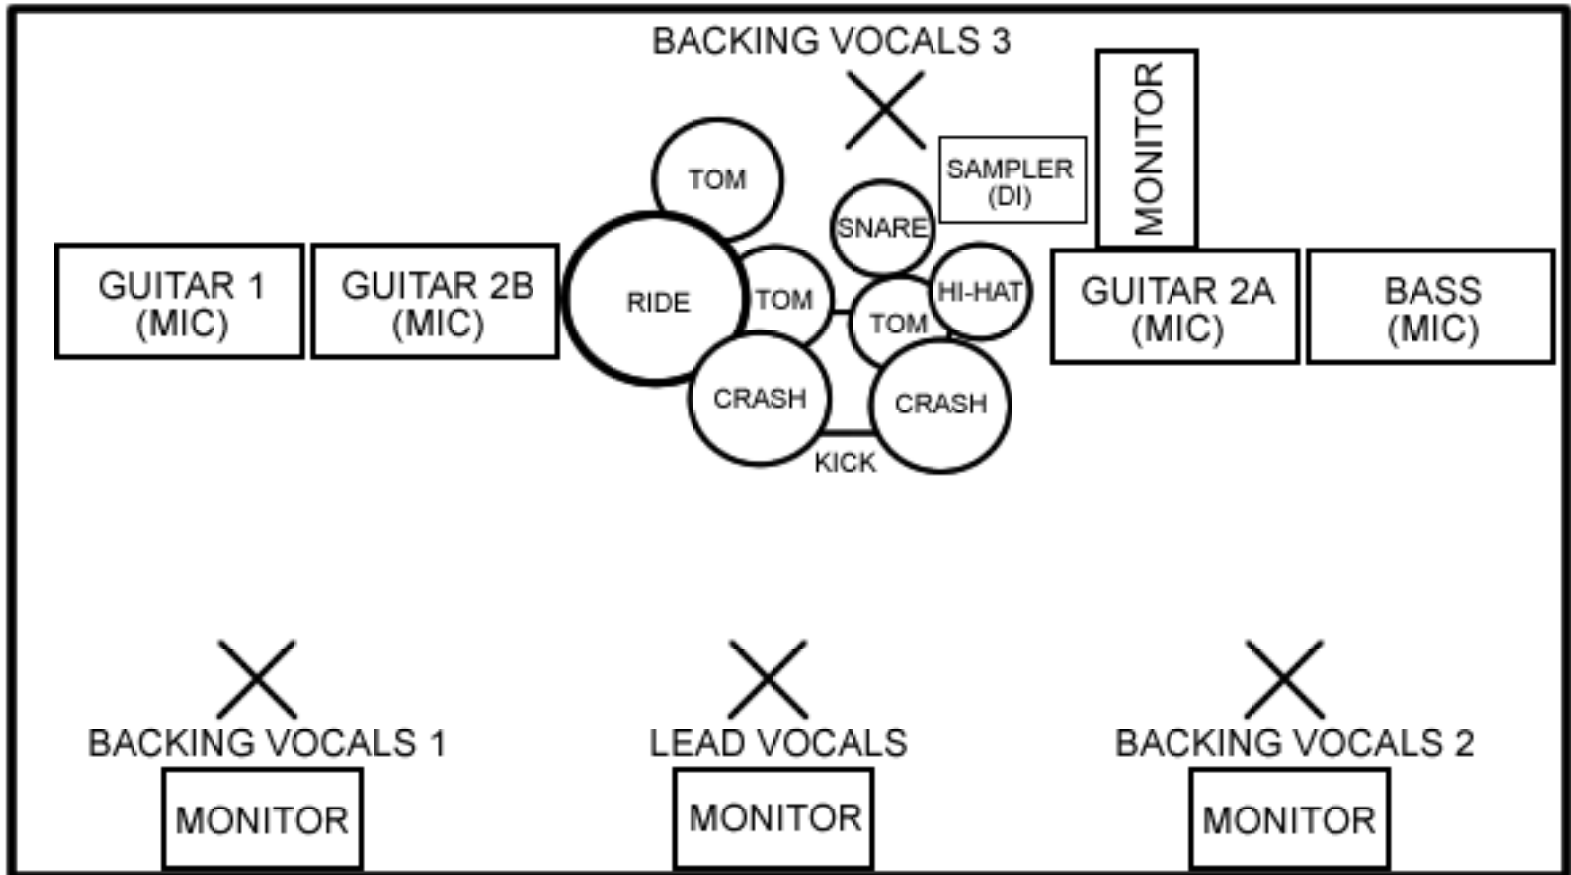 BACKING VOCALS 3
MONITOR
TOM
SAMPLER
(DI)
SNARE
GUITAR 1
(MIC)
GUITAR 2B
(MIC)
RIDE
TOM
TOM
HI-HAT
GUITAR 2A
(MIC)
BASS
(MIC)
CRASH
CRASH
KICK
BACKING VOCALS 1
LEAD VOCALS
BACKING VOCALS 2
MONITOR
MONITOR
MONITOR